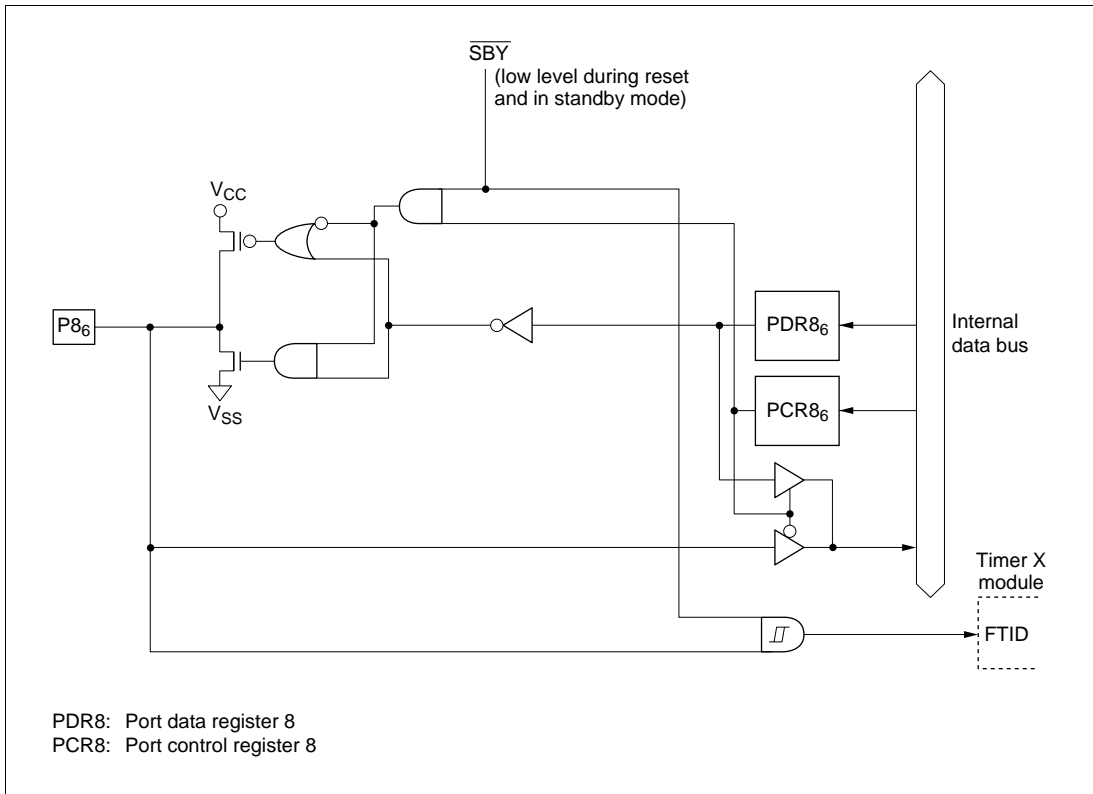 SBY
(low level during reset
and in standby mode)
VCC
P86
VSS
PDR86
PCR86
Internal
data bus
Timer X
module
FTID
PDR8: Port data register 8
PCR8: Port control register 8